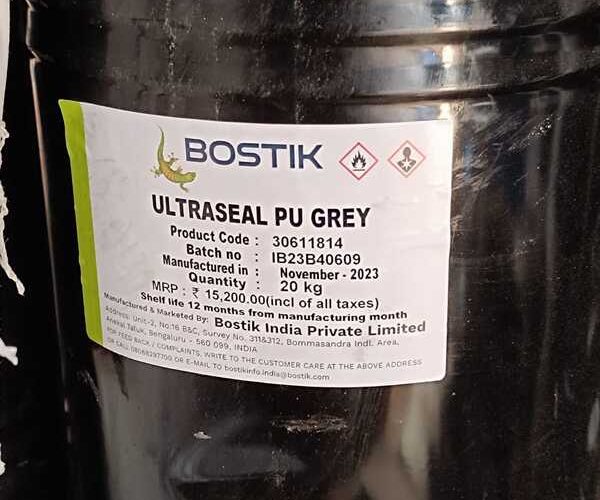 BOSTIK
ULTRASEAL PU GREY
Product Code : 30611814
Batch no : IB23B40609
Manufactured in : November - 2023
Quantity : 20 kg
MRP : ₹ 15,200.00(incl of all taxes)
Shelf life 12 months from manufacturing month
Manufactured & Marketed By: Bostik India Private Limited
Address: Unit-2, No.16 B&C, Survey No. 311&312, Bommasandra Indl. Area,
Anekal Taluk, Bengaluru - 560 099, INDIA
FOR FEED BACK / COMPLAINTS, WRITE TO THE CUSTOMER CARE AT THE ABOVE ADDRESS
OR CALL 08068297700 OR E-MAIL TO bostikinfo.india@bostik.com